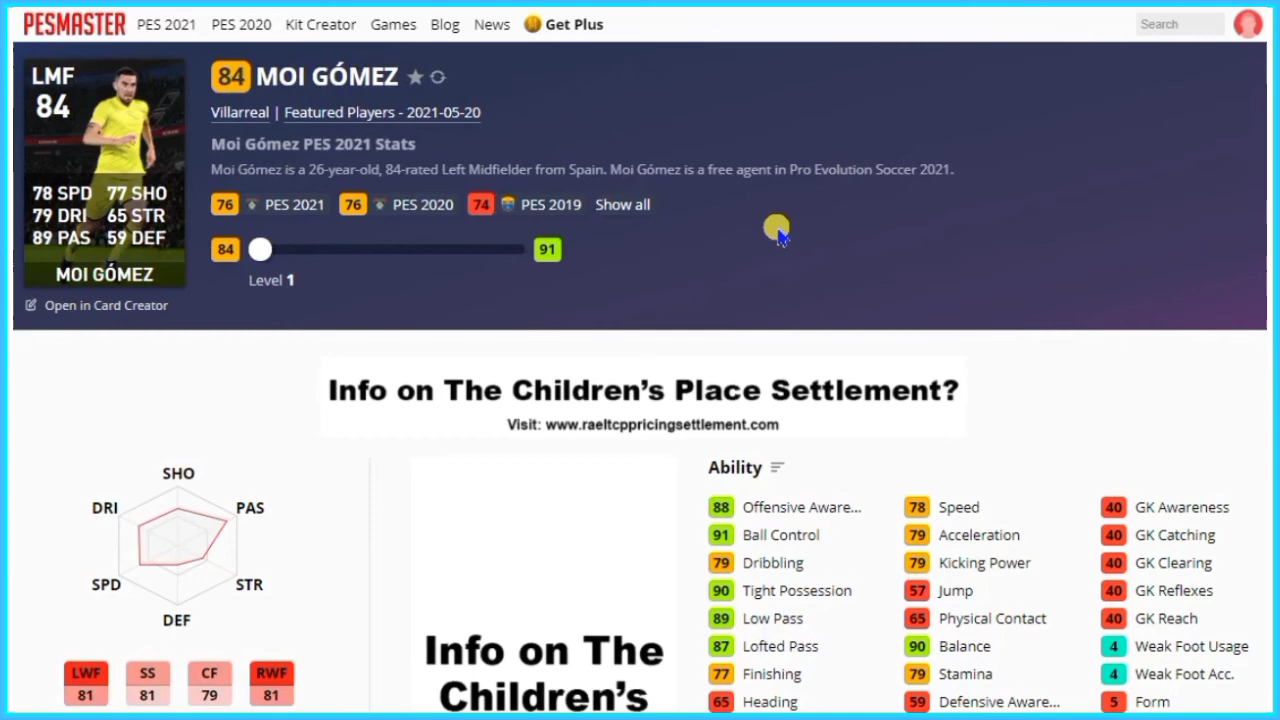 PESMASTER PES 2021 PES 2020 Kit Creator Games Blog News Get Plus Search
LMF
84
78 SPD 77 SHO
79 DRI 65 STR
89 PAS 59 DEF
MOI GÓMEZ
Open in Card Creator
84 MOI GÓMEZ
Villarreal | Featured Players - 2021-05-20
Moi Gómez PES 2021 Stats
Moi Gómez is a 26-year-old, 84-rated Left Midfielder from Spain. Moi Gómez is a free agent in Pro Evolution Soccer 2021.
76 PES 2021 76 PES 2020 74 PES 2019 Show all
84 91
Level 1
Info on The Children's Place Settlement?
Visit: www.raeltcppricingsettlement.com
SHO
DRI PAS
SPD STR
DEF
LWF SS CF RWF
81 81 79 81
Info on The
Children's
Ability
88 Offensive Aware... 78 Speed 40 GK Awareness
91 Ball Control 79 Acceleration 40 GK Catching
79 Dribbling 79 Kicking Power 40 GK Clearing
90 Tight Possession 57 Jump 40 GK Reflexes
89 Low Pass 65 Physical Contact 40 GK Reach
87 Lofted Pass 90 Balance 4 Weak Foot Usage
77 Finishing 79 Stamina 4 Weak Foot Acc.
65 Heading 59 Defensive Aware... 5 Form